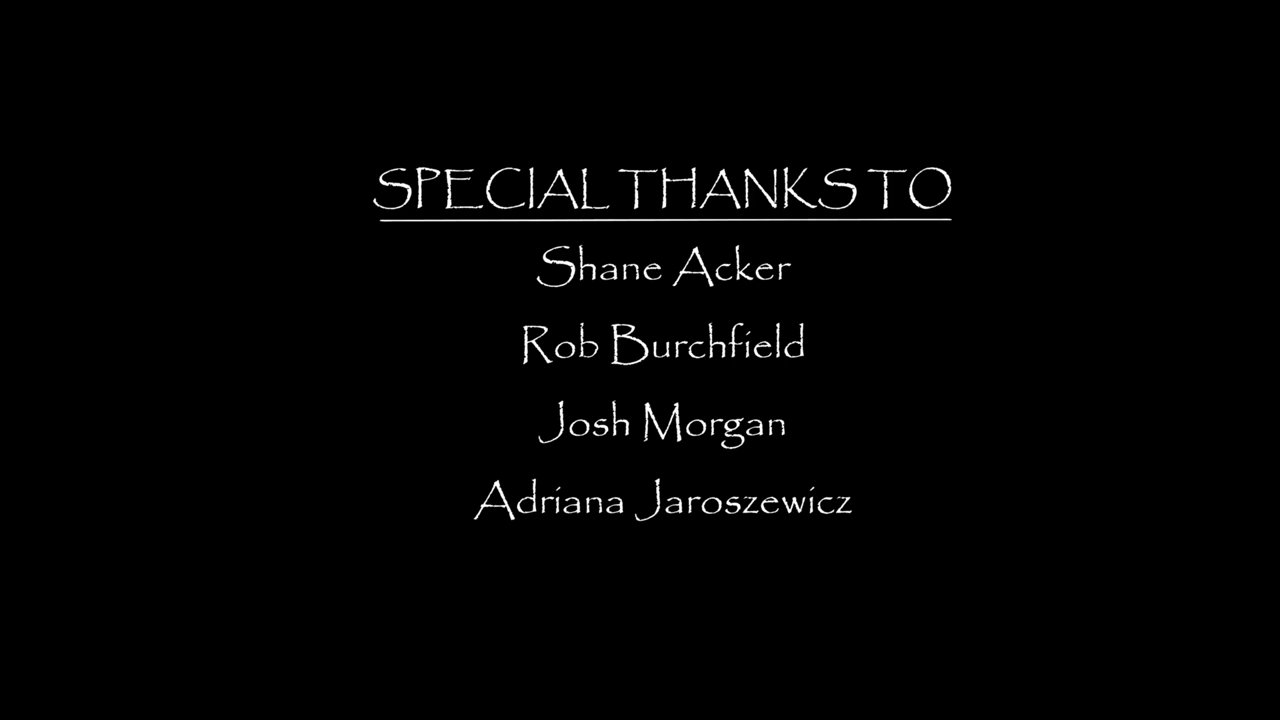 SPECIAL THANKS TO
Shane Acker
Rob Burchfield
Josh Morgan
Adriana Jaroszewicz